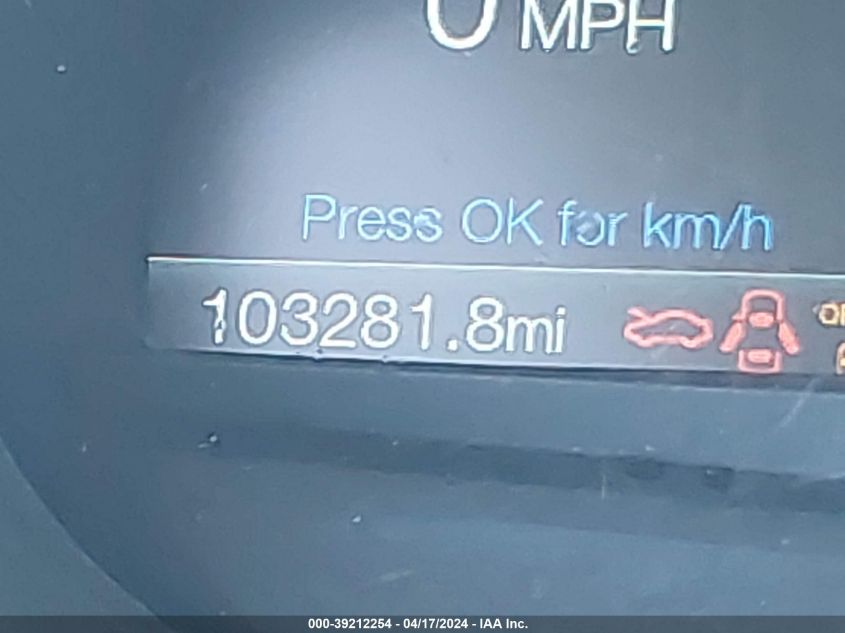 0 MPH
Press OK for km/h
103281.8mi
000-39212254 - 04/17/2024 - IAA Inc.